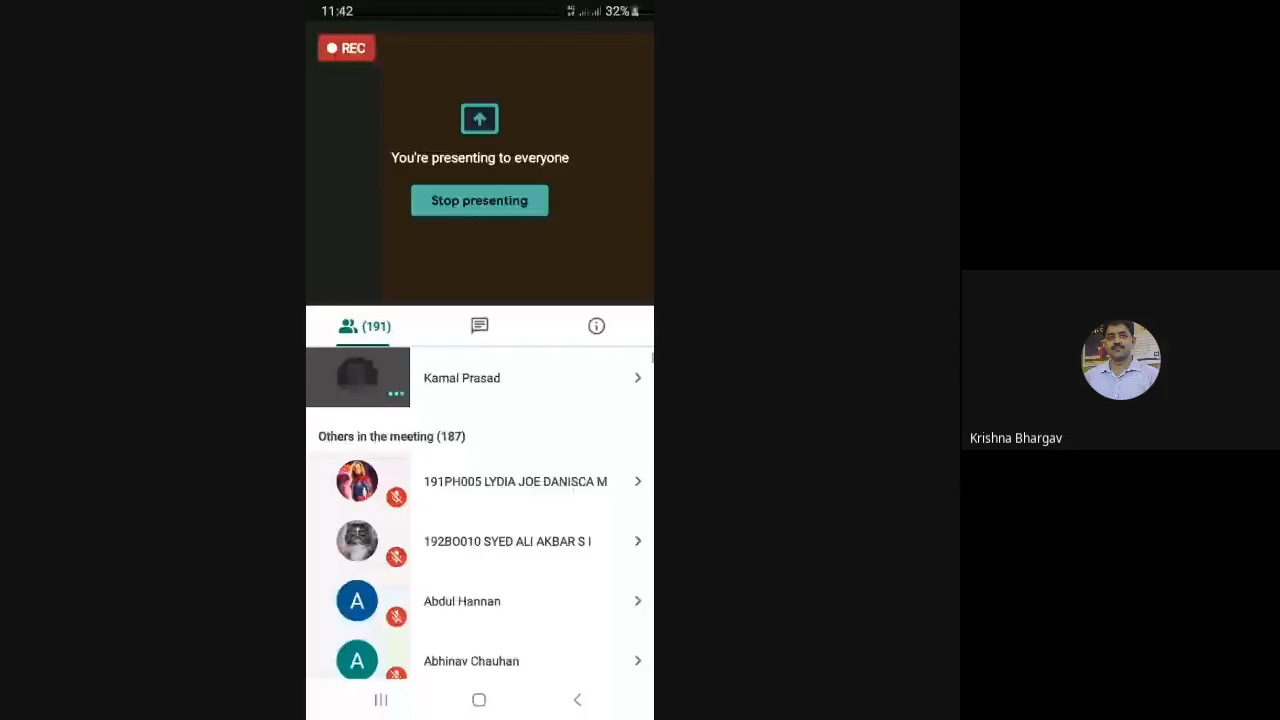 11:42
4G
32%
REC
You're presenting to everyone
Stop presenting
(191)
Kamal Prasad
Others in the meeting (187)
191PH005 LYDIA JOE DANISCA M
192BO010 SYED ALI AKBAR S I
A
Abdul Hannan
A
Abhinav Chauhan
Krishna Bhargav